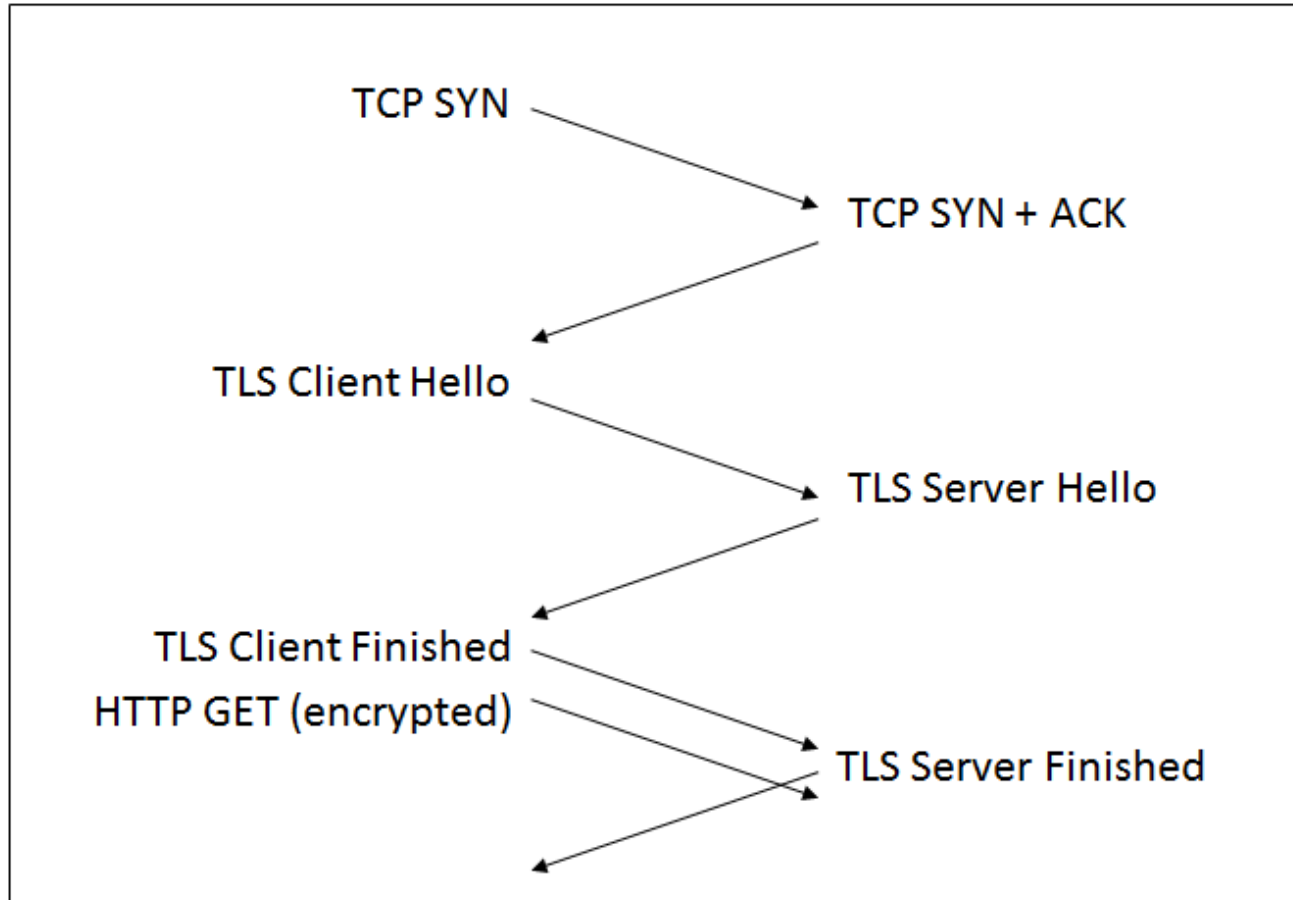 TCP SYN
TCP SYN + ACK
TLS Client Hello
TLS Server Hello
TLS Client Finished
HTTP GET (encrypted)
TLS Server Finished